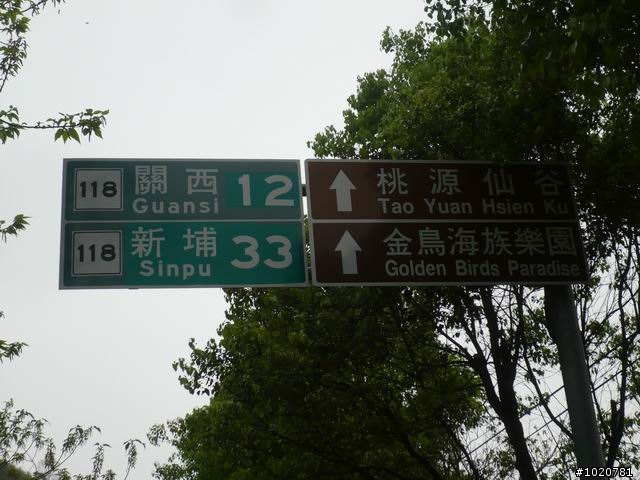 118 關西 12
Guansi
118 新埔 33
Sinpu
桃源仙谷
Tao Yuan Hsien Ku
金鳥海族樂園
Golden Birds Paradise
#1020781